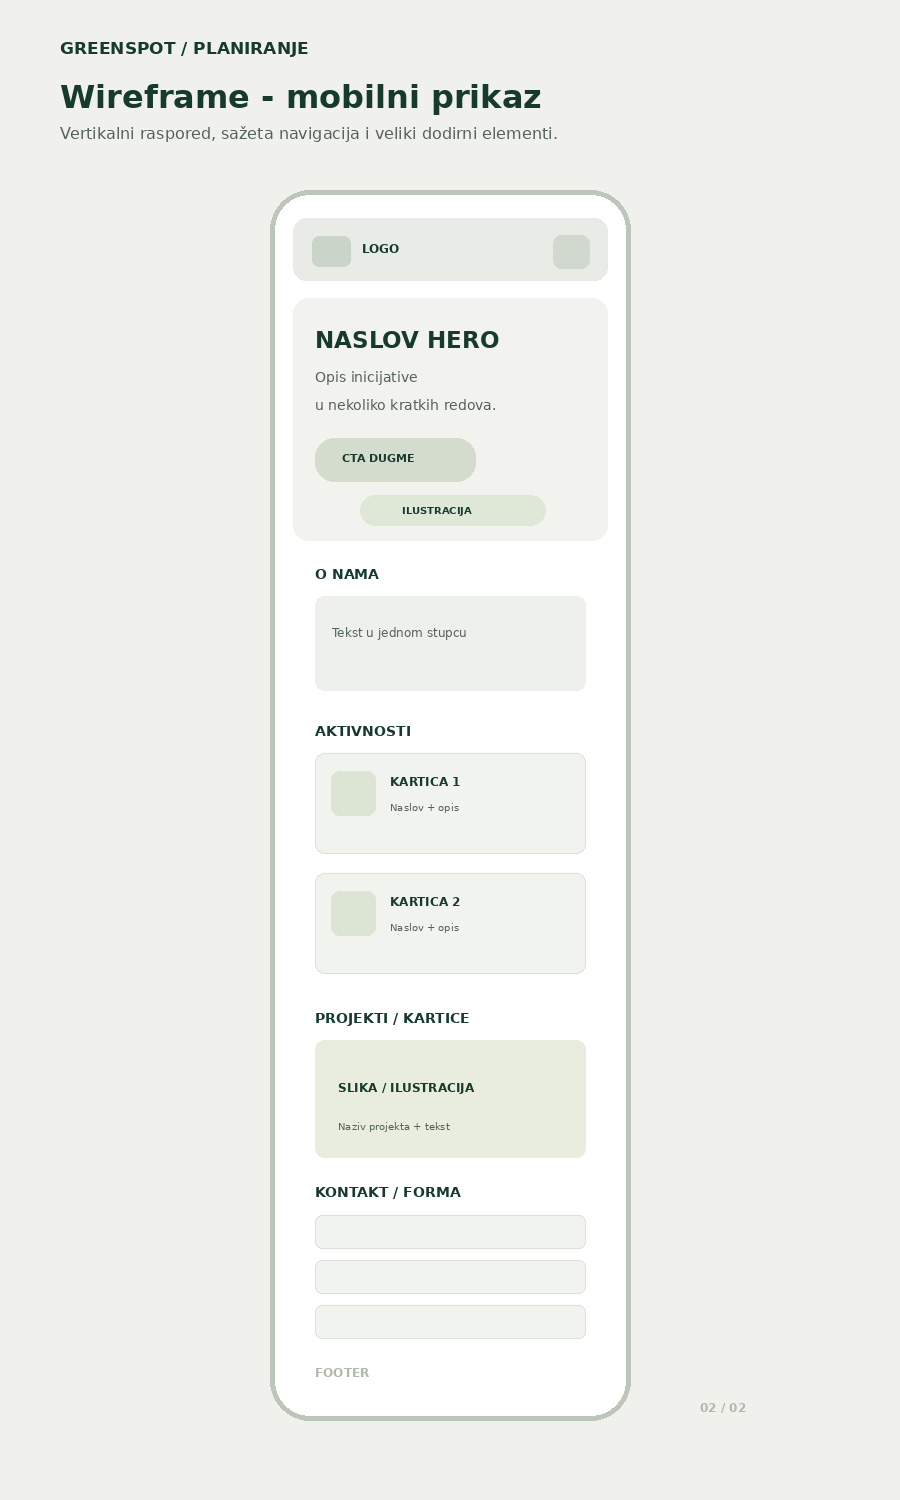 GREENSPOT / PLANIRANJE
Wireframe - mobilni prikaz
Vertikalni raspored, sažeta navigacija i veliki dodirni elementi.
LOGO
NASLOV HERO
Opis inicijative
u nekoliko kratkih redova.
CTA DUGME
ILUSTRACIJA
O NAMA
Tekst u jednom stupcu
AKTIVNOSTI
KARTICA 1
Naslov + opis
KARTICA 2
Naslov + opis
PROJEKTI / KARTICE
SLIKA / ILUSTRACIJA
Naziv projekta + tekst
KONTAKT / FORMA
FOOTER
02 / 02